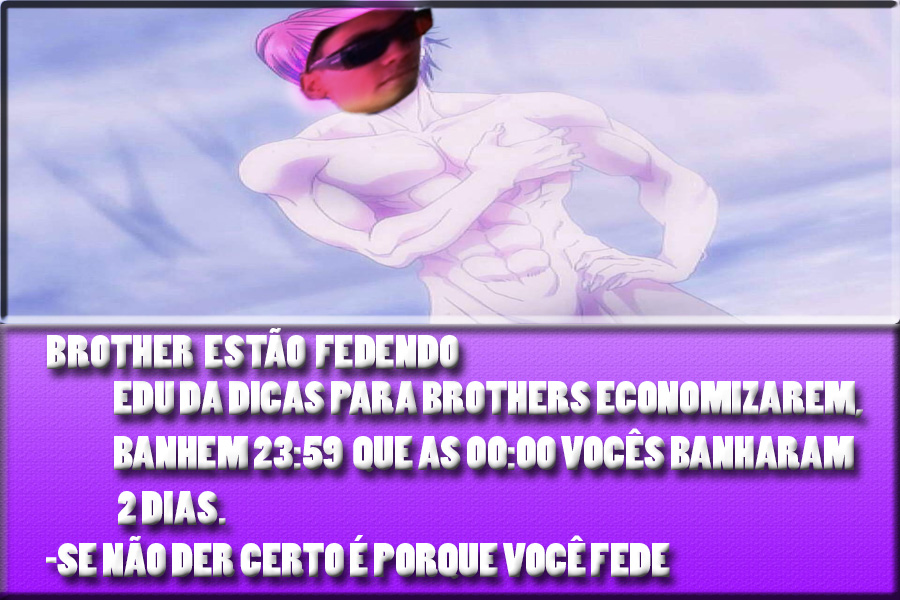 BROTHER ESTÃO FEDENDO
EDU DA DICAS PARA BROTHERS ECONOMIZAREM,
BANHEM 23:59 QUE AS 00:00 VOCÊS BANHARAM
2 DIAS.
-SE NÃO DER CERTO É PORQUE VOCÊ FEDE